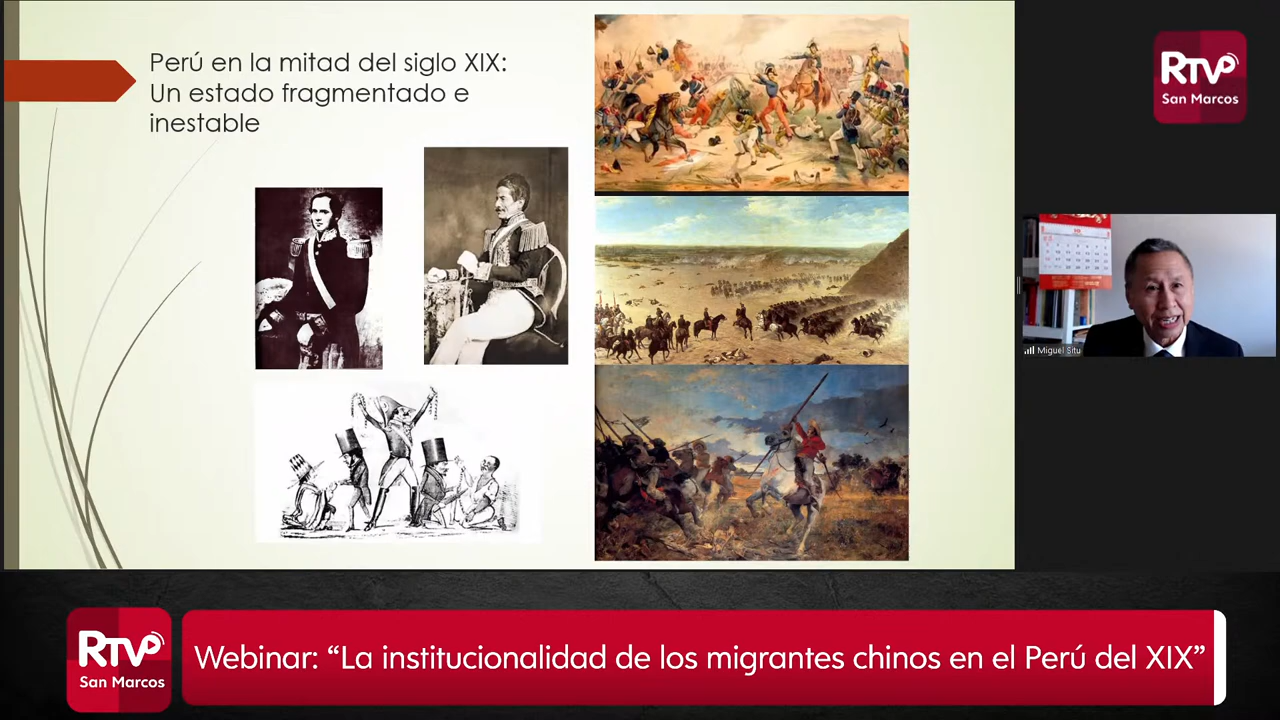 Perú en la mitad del siglo XIX:
Un estado fragmentado e
inestable
RTV
San Marcos
Miguel Situ
RTV
San Marcos
Webinar: “La institucionalidad de los migrantes chinos en el Perú del XIX”